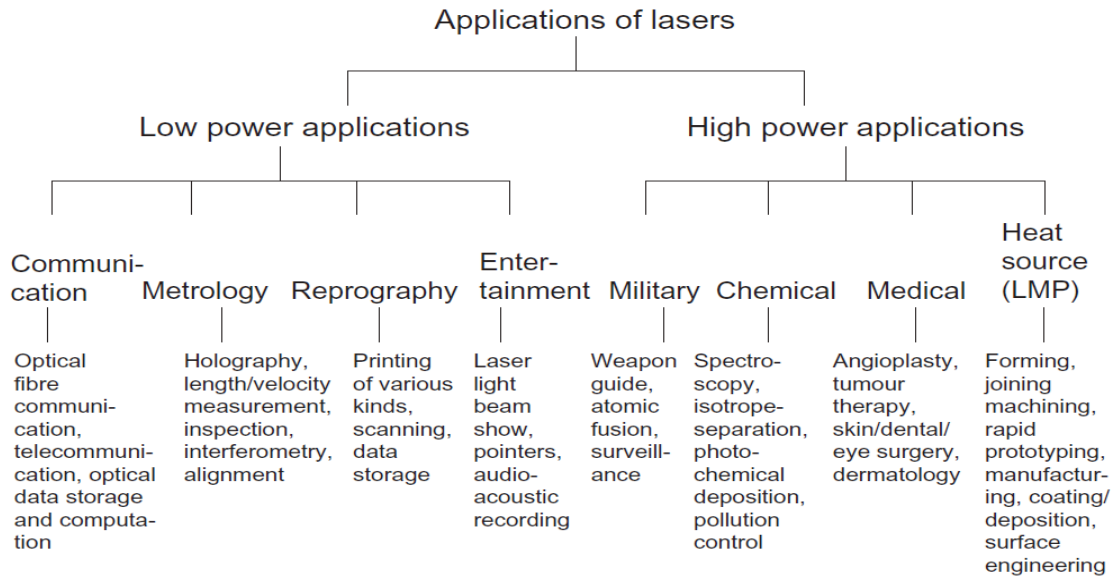 Applications of lasers
Low power applications
High power applications
Communi-
cation
Metrology
Reprography
Enter-
tainment
Military
Chemical
Medical
Heat
source
(LMP)
Optical
fibre
communi-
cation,
telecommuni-
cation, optical
data storage
and computa-
tion
Holography,
length/velocity
measurement,
inspection,
interferometry,
alignment
Printing
of various
kinds,
scanning,
data
storage
Laser
light
beam
show,
pointers,
audio-
acoustic
recording
Weapon
guide,
atomic
fusion,
surveill-
ance
Spectro-
scopy,
isotrope-
separation,
photo-
chemical
deposition,
pollution
control
Angioplasty,
tumour
therapy,
skin/dental/
eye surgery,
dermatology
Forming,
joining
machining,
rapid
prototyping,
manufactur-
ing, coating/
deposition,
surface
engineering